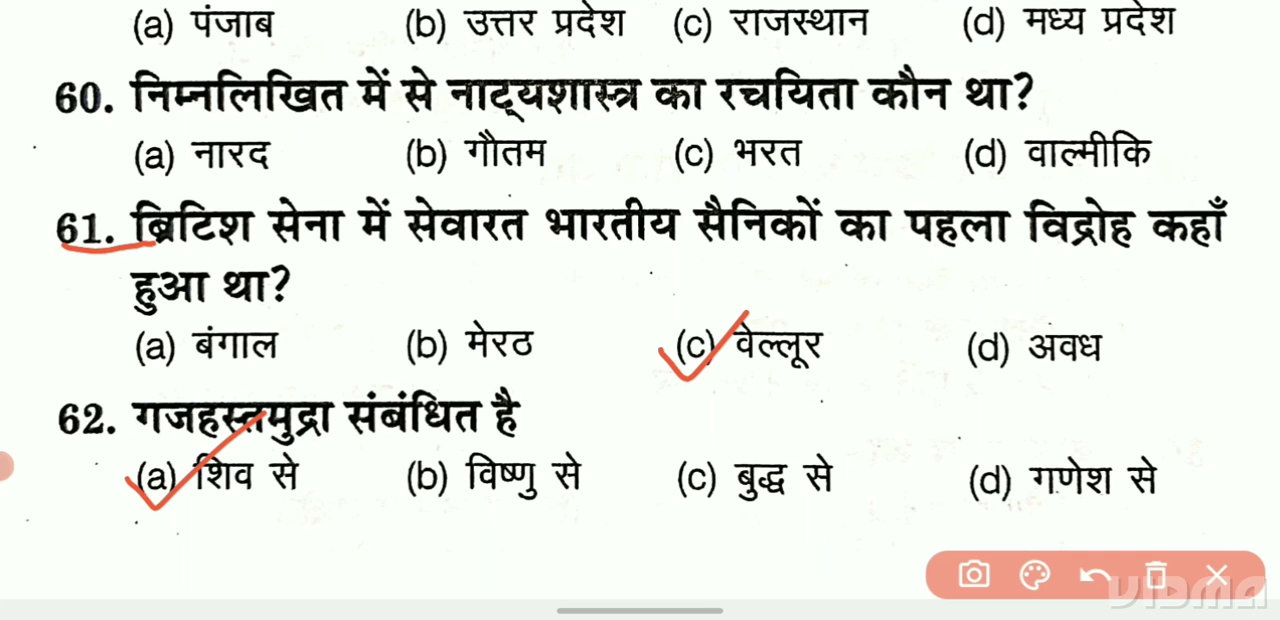 (a) पंजाब (b) उत्तर प्रदेश (c) राजस्थान (d) मध्य प्रदेश
60. निम्नलिखित में से नाट्यशास्त्र का रचयिता कौन था?
(a) नारद (b) गौतम (c) भरत (d) वाल्मीकि
61. ब्रिटिश सेना में सेवारत भारतीय सैनिकों का पहला विद्रोह कहाँ
हुआ था?
(a) बंगाल (b) मेरठ (c) वेल्लूर (d) अवध
62. गजहस्तमुद्रा संबंधित है
(a) शिव से (b) विष्णु से (c) बुद्ध से (d) गणेश से
VIDMA